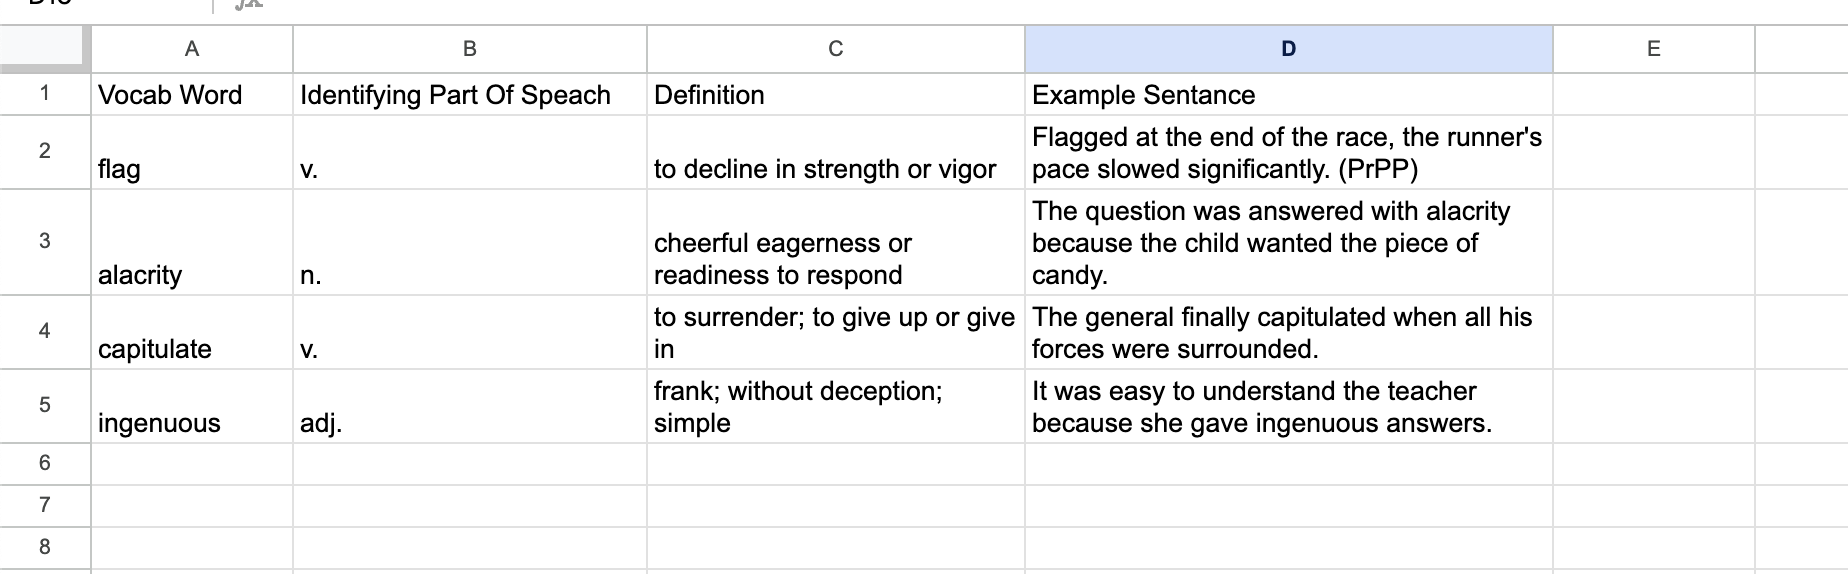 A B C D E
1 Vocab Word Identifying Part Of Speach Definition Example Sentance
2 flag v. to decline in strength or vigor Flagged at the end of the race, the runner's
pace slowed significantly. (PrPP)
3 alacrity n. cheerful eagerness or
readiness to respond The question was answered with alacrity
because the child wanted the piece of
candy.
4 capitulate v. to surrender; to give up or give
in The general finally capitulated when all his
forces were surrounded.
5 ingenuous adj. frank; without deception;
simple It was easy to understand the teacher
because she gave ingenuous answers.
6
7
8